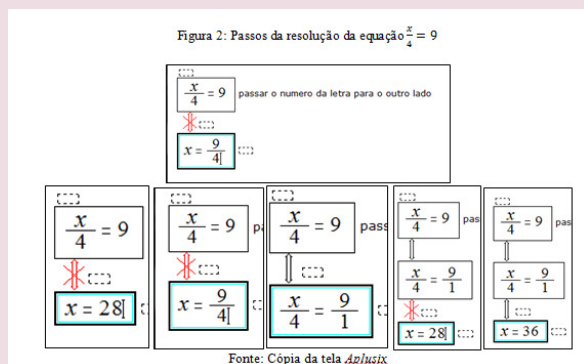 Figura 2: Passos da resolução da equação x/4 = 9
x/4 = 9 passar o numero da letra para o outro lado
x = 9/4
x/4 = 9
x = 28
x/4 = 9
x = 9/4
x/4 = 9 pass
x/4 = 9/1
x/4 = 9 pas
x/4 = 9/1
x = 28
x/4 = 9
x/4 = 9/1
x = 36
Fonte: Cópia da tela Aplusix